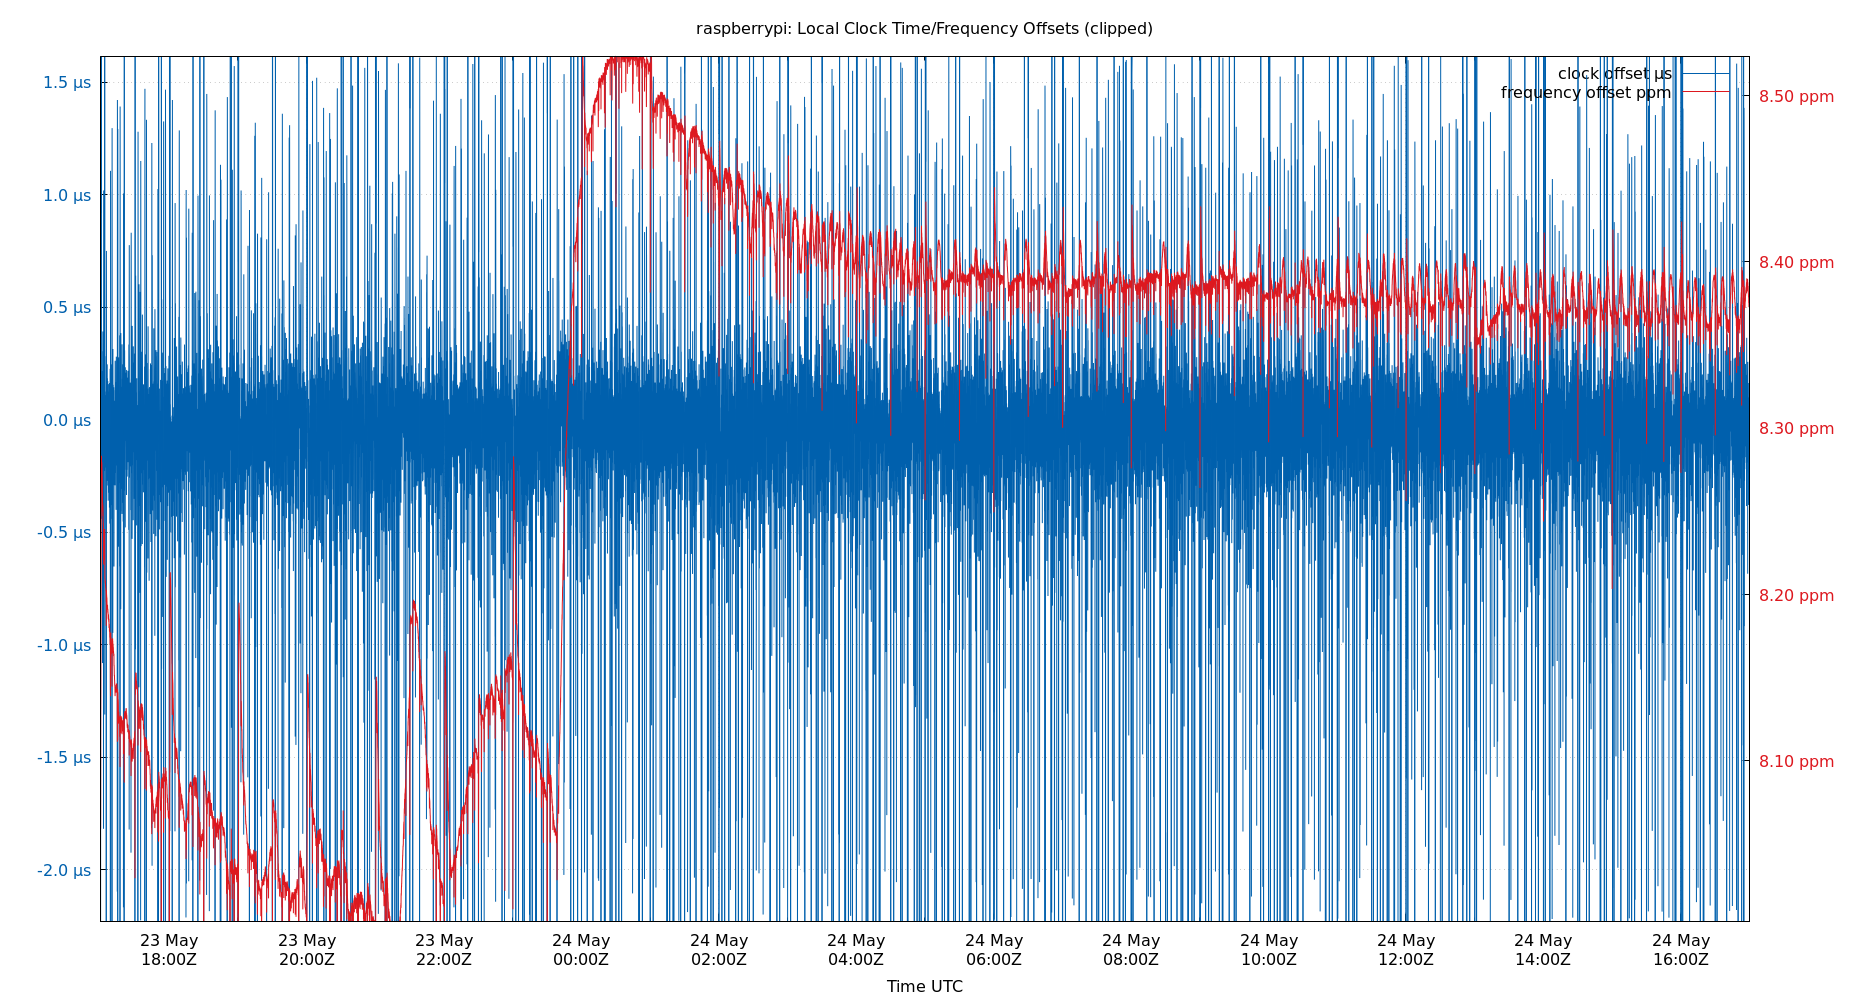 raspberrypi: Local Clock Time/Frequency Offsets (clipped)
clock offset µs
frequency offset ppm
1.5 µs
1.0 µs
0.5 µs
0.0 µs
-0.5 µs
-1.0 µs
-1.5 µs
-2.0 µs
8.50 ppm
8.40 ppm
8.30 ppm
8.20 ppm
8.10 ppm
23 May 23 May 23 May 24 May 24 May 24 May 24 May 24 May 24 May 24 May 24 May 24 May
18:00Z 20:00Z 22:00Z 00:00Z 02:00Z 04:00Z 06:00Z 08:00Z 10:00Z 12:00Z 14:00Z 16:00Z
Time UTC